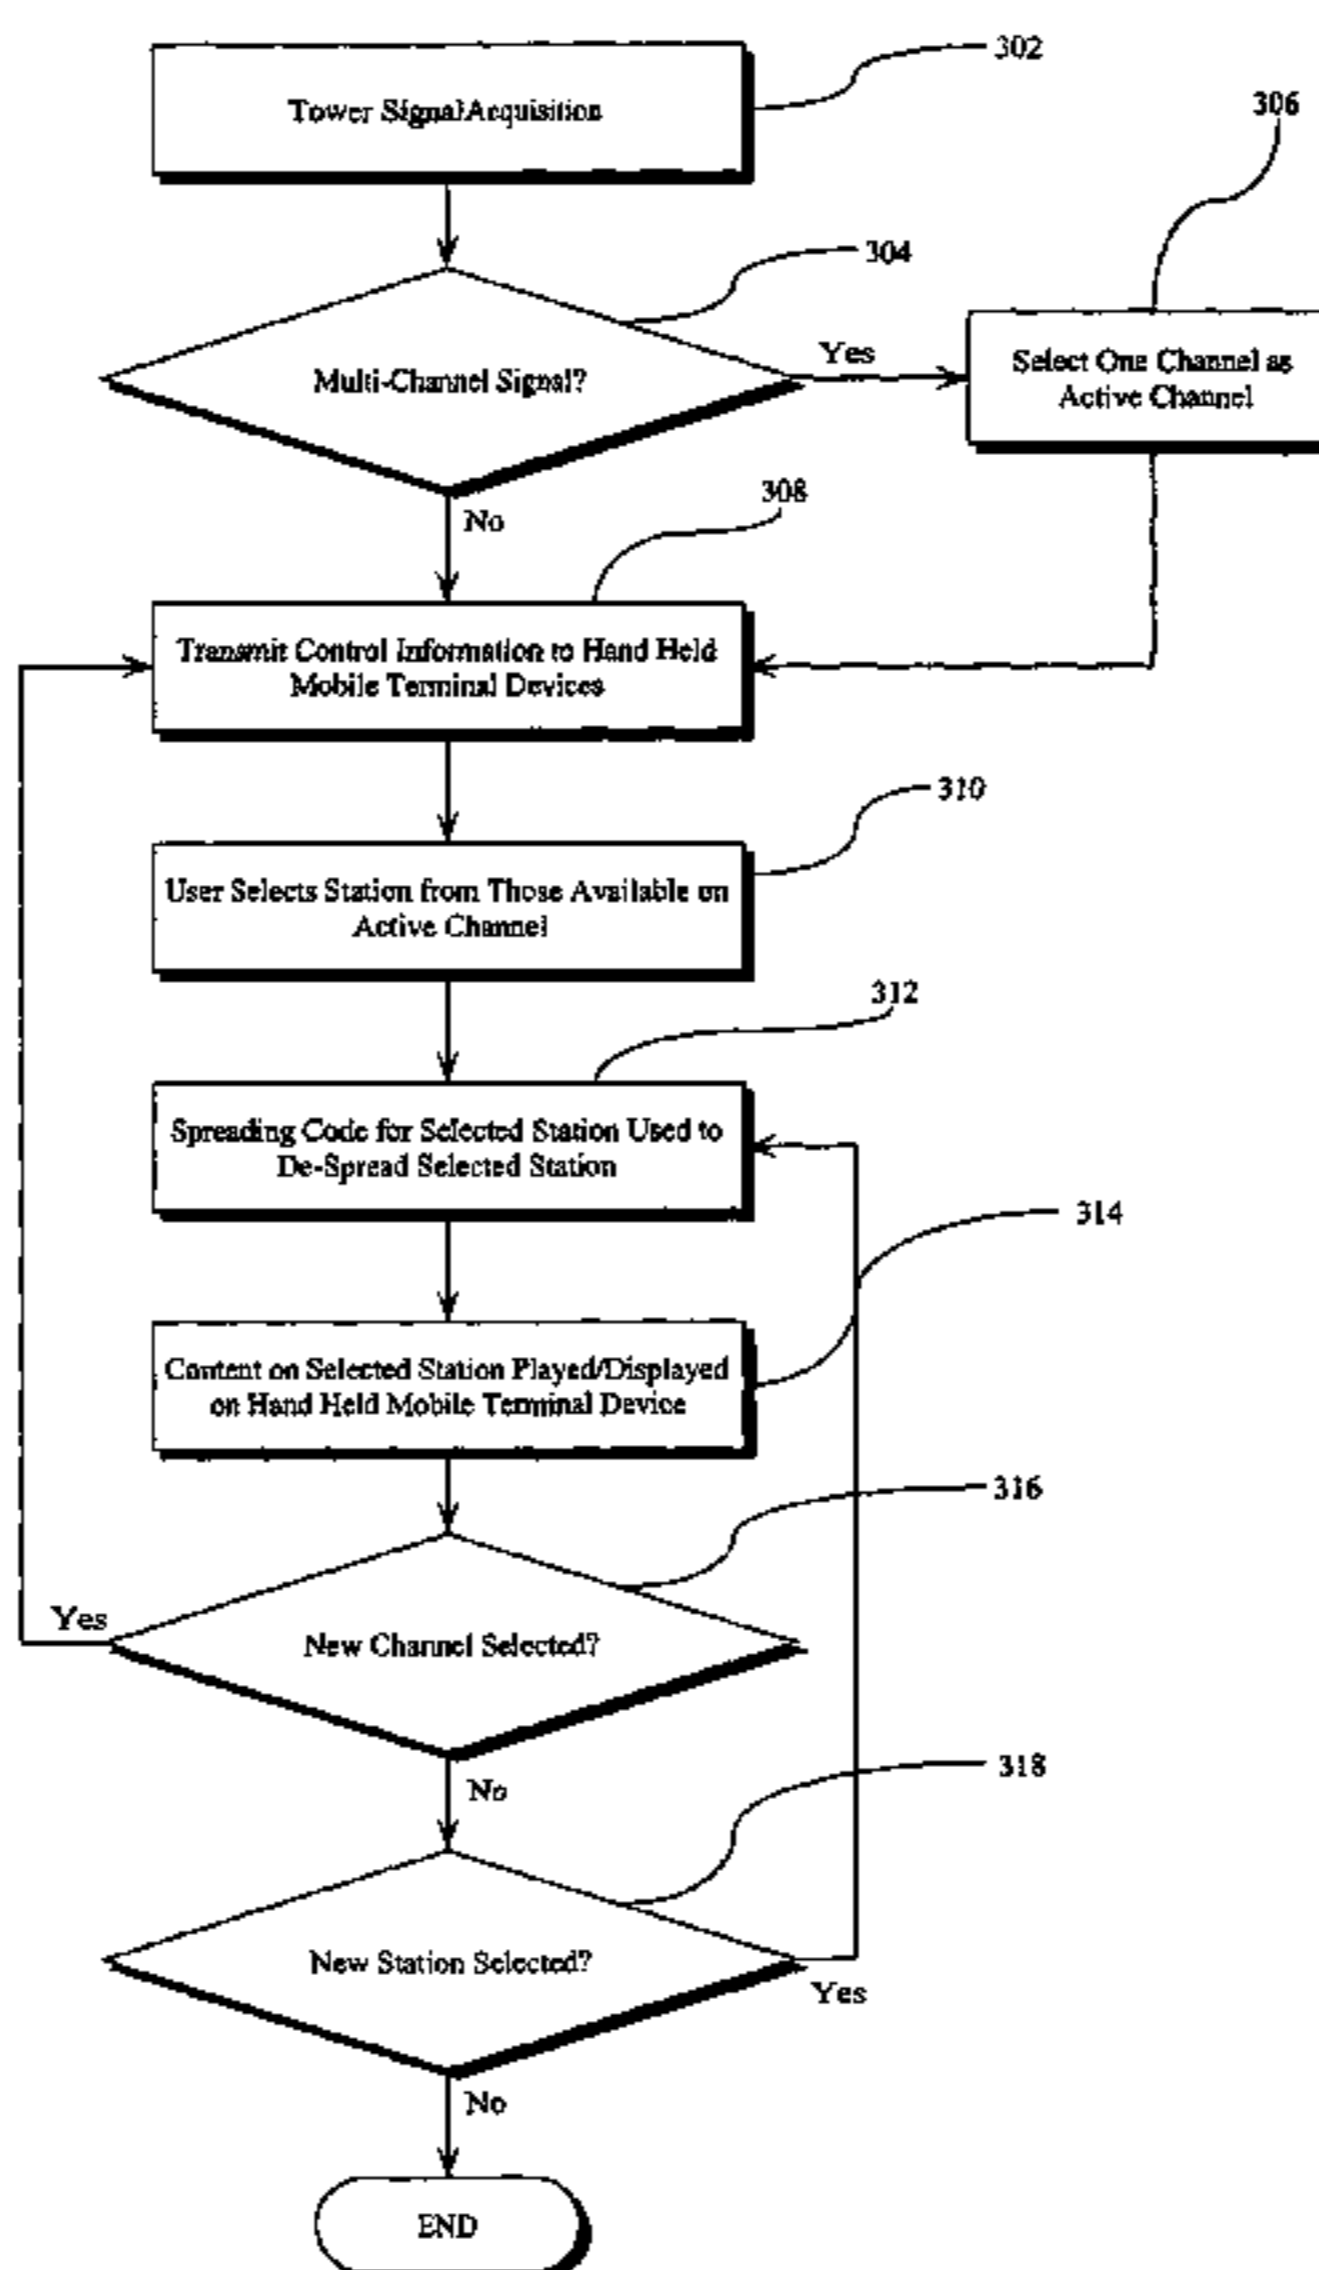 302
Tower Signal Acquisition
306
304
Multi-Channel Signal?
Yes
Select One Channel as
Active Channel
No
308
Transmit Control Information to Hand Held
Mobile Terminal Devices
310
User Selects Station from Those Available on
Active Channel
312
Spreading Code for Selected Station Used to
De-Spread Selected Station
314
Content on Selected Station Played/Displayed
on Hand Held Mobile Terminal Device
316
Yes
New Channel Selected?
No
318
New Station Selected?
Yes
No
END